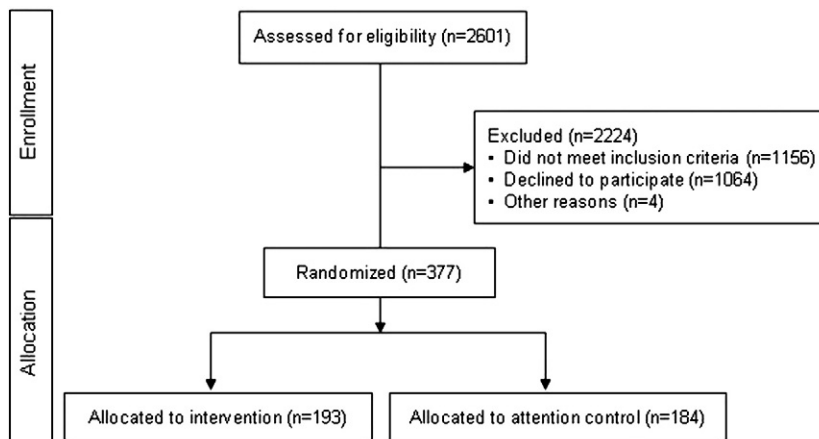 Enrollment
Assessed for eligibility (n=2601)
Excluded (n=2224)
▪ Did not meet inclusion criteria (n=1156)
▪ Declined to participate (n=1064)
▪ Other reasons (n=4)
Allocation
Randomized (n=377)
Allocated to intervention (n=193)
Allocated to attention control (n=184)